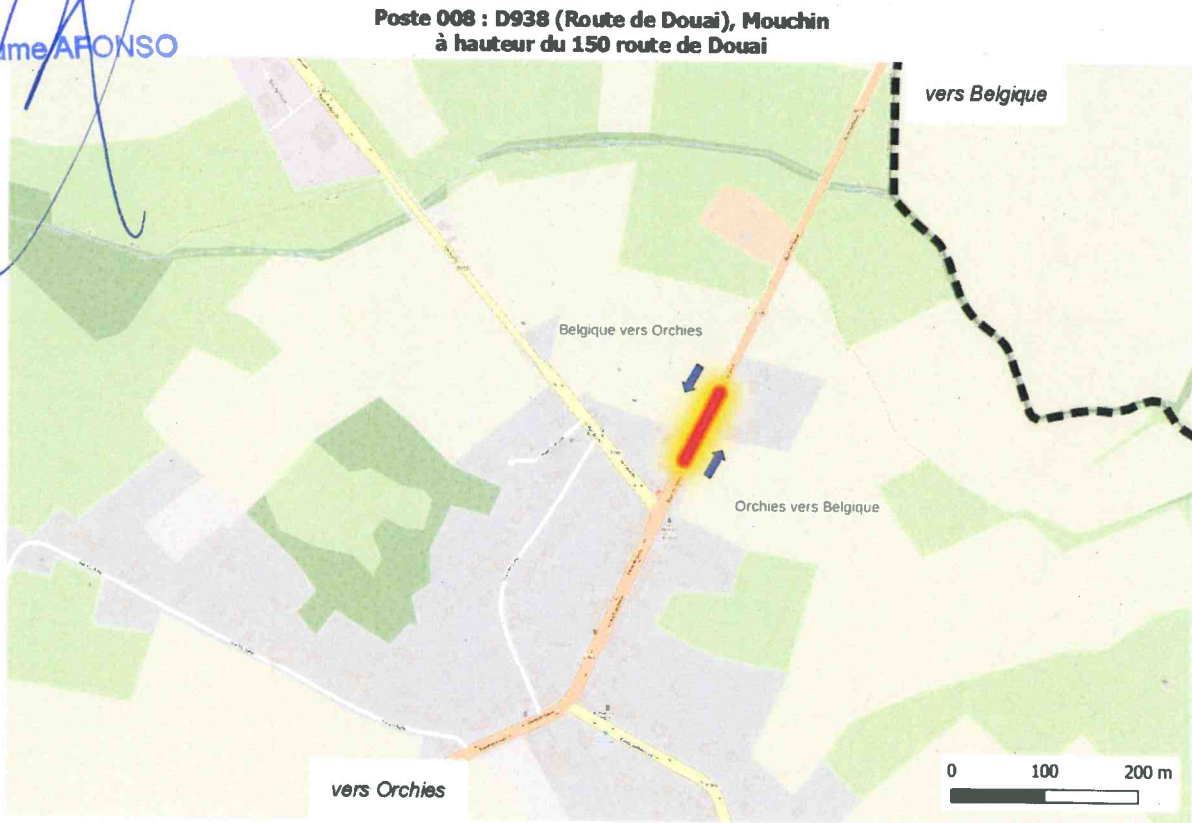 Poste 008 : D938 (Route de Douai), Mouchin
à hauteur du 150 route de Douai
AFONSO
vers Belgique
Belgique vers Orchies
Orchies vers Belgique
vers Orchies
0 100 200 m